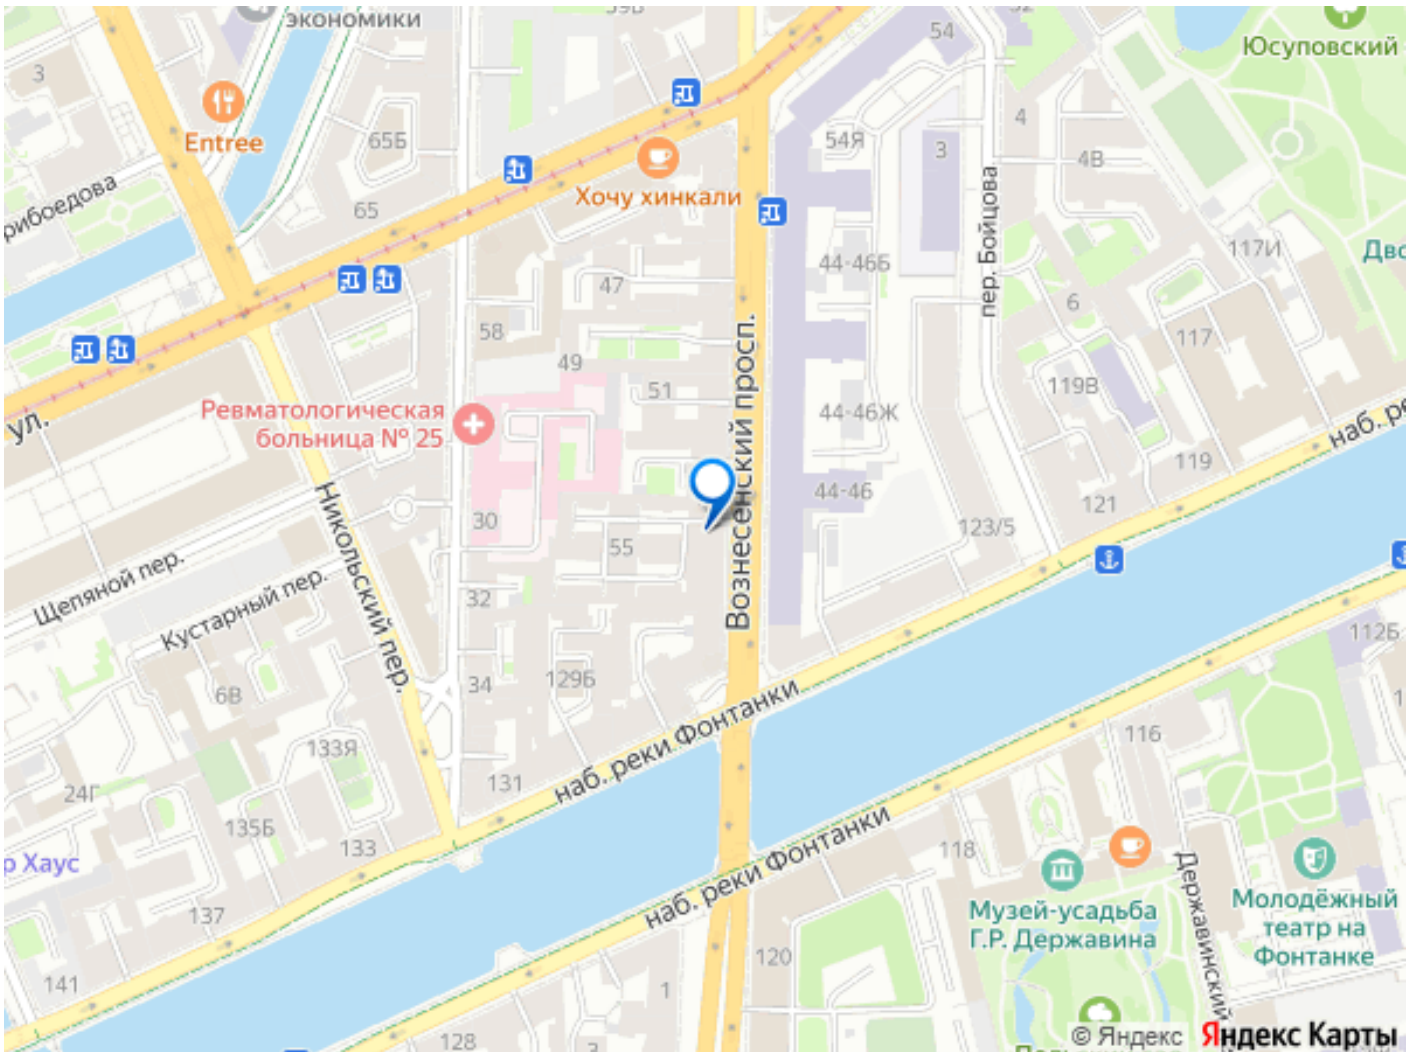 экономики
54
Юсуповский
3
Entree
65Б
54Я
3
4
4В
Хочу хинкали
рибоедова
65
пер. Бойцова
117И
44-46Б
47
6
58
117
49
51
119В
Вознесенский просп.
ул.
Ревматологическая
больница № 25
44-46Ж
наб. ре
119
44-46
121
30
123/5
55
Никольский пер.
Щепяной пер.
Кустарный пер.
32
112Б
6В
34
129Б
наб. реки Фонтанки
133Я
131
116
24Г
135Б
133
наб. реки Фонтанки
118
р Хаус
Державинский
137
Музей-усадьба
Г.Р. Державина
Молодёжный
театр на
Фонтанке
120
141
1
128
3
© Яндекс
Яндекс Карты